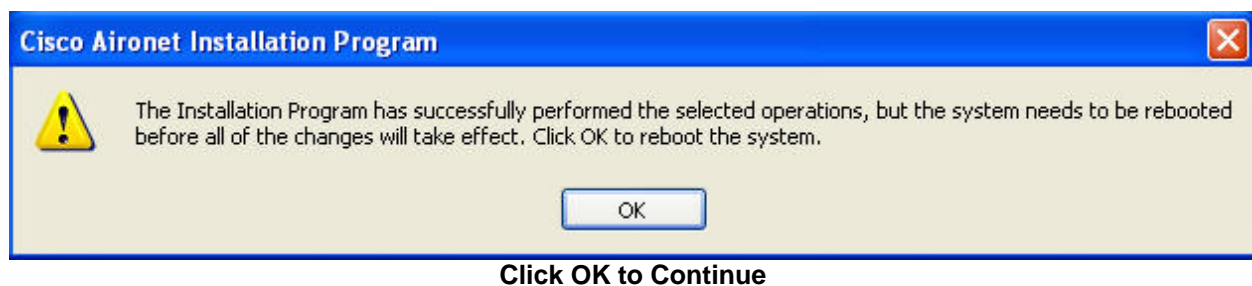 Cisco Aironet Installation Program
The Installation Program has successfully performed the selected operations, but the system needs to be rebooted
before all of the changes will take effect. Click OK to reboot the system.
OK
Click OK to Continue